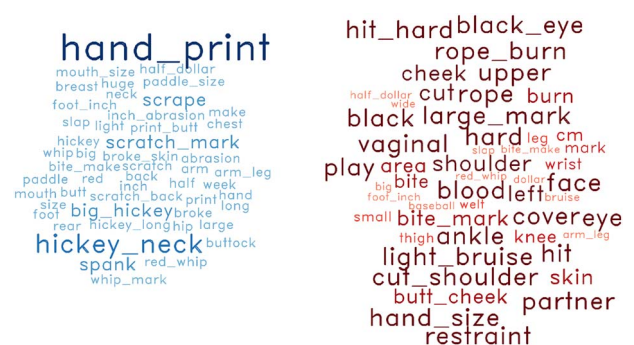 hand_print
mouth_size half_dollar
breast huge paddle_size
neck
foot_inch scrape
inch_abrasion make
slap light print_butt chest
hickey scratch_mark
whip big broke_skin abrasion
bite_make scratch arm arm_leg
paddle red back half week
inch
mouth butt scratch_back print hand
size big_hickey broke long
foot
rear hickey_long hip large
hickey_neck buttock
spank red_whip
whip_mark
hit_hard black_eye
rope_burn
cheek upper
half_dollar cut rope burn
wide
black large_mark
vaginal hard leg cm
slap bite_make mark
play area shoulder wrist
big bite red_whip dollar face
foot_inch blood left bruise
baseball welt
small bite_mark cover eye
thigh ankle knee arm_leg
light_bruise hit
cut_shoulder skin
butt_cheek partner
hand_size
restraint